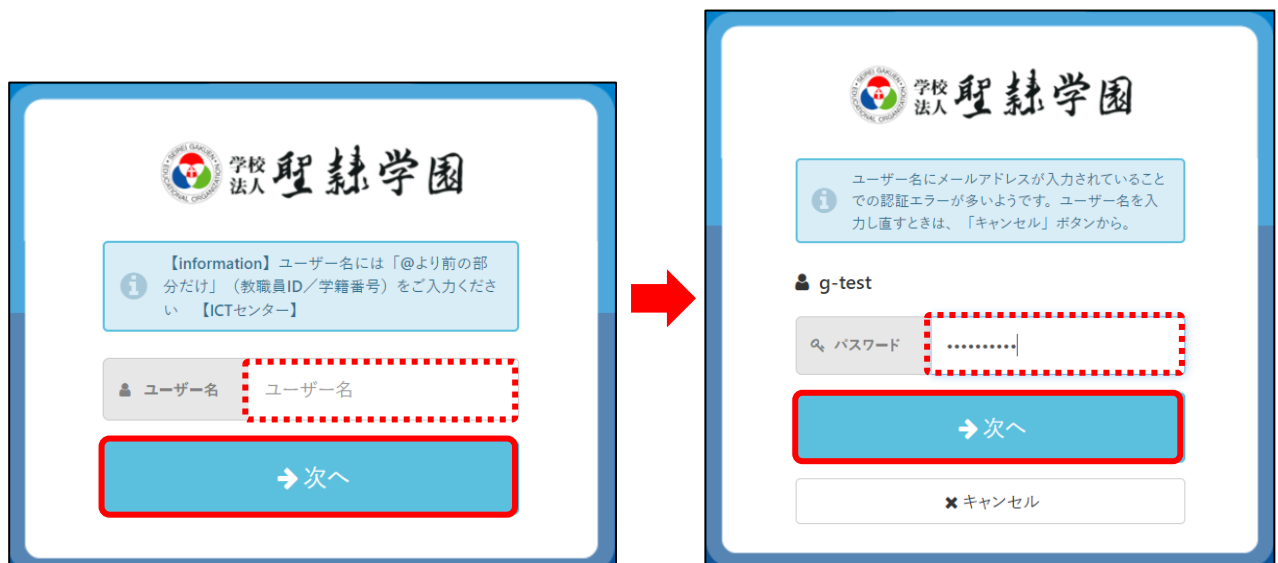 SEIREI GAKUEN
EDUCATIONAL ORGANIZATION
学校
法人
聖隷学園
【information】ユーザー名には「@より前の部
分だけ」（教職員ID／学籍番号）をご入力くださ
い　【ICTセンター】
ユーザー名
ユーザー名
次へ
学校
法人
聖隷学園
ユーザー名にメールアドレスが入力されていること
での認証エラーが多いようです。ユーザー名を入
力し直すときは、「キャンセル」ボタンから。
g-test
パスワード
••••••••••
次へ
キャンセル